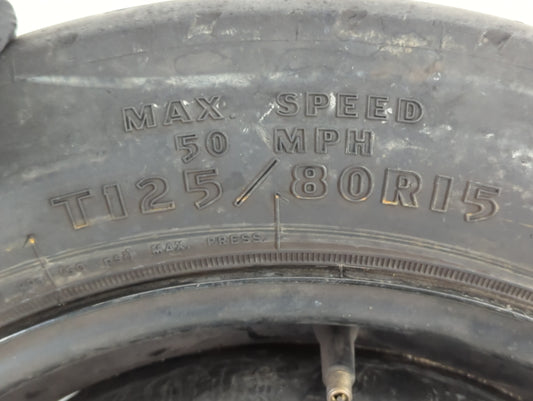 MAX. SPEED
50 MPH
T125/80R15
MAX. PRESS.